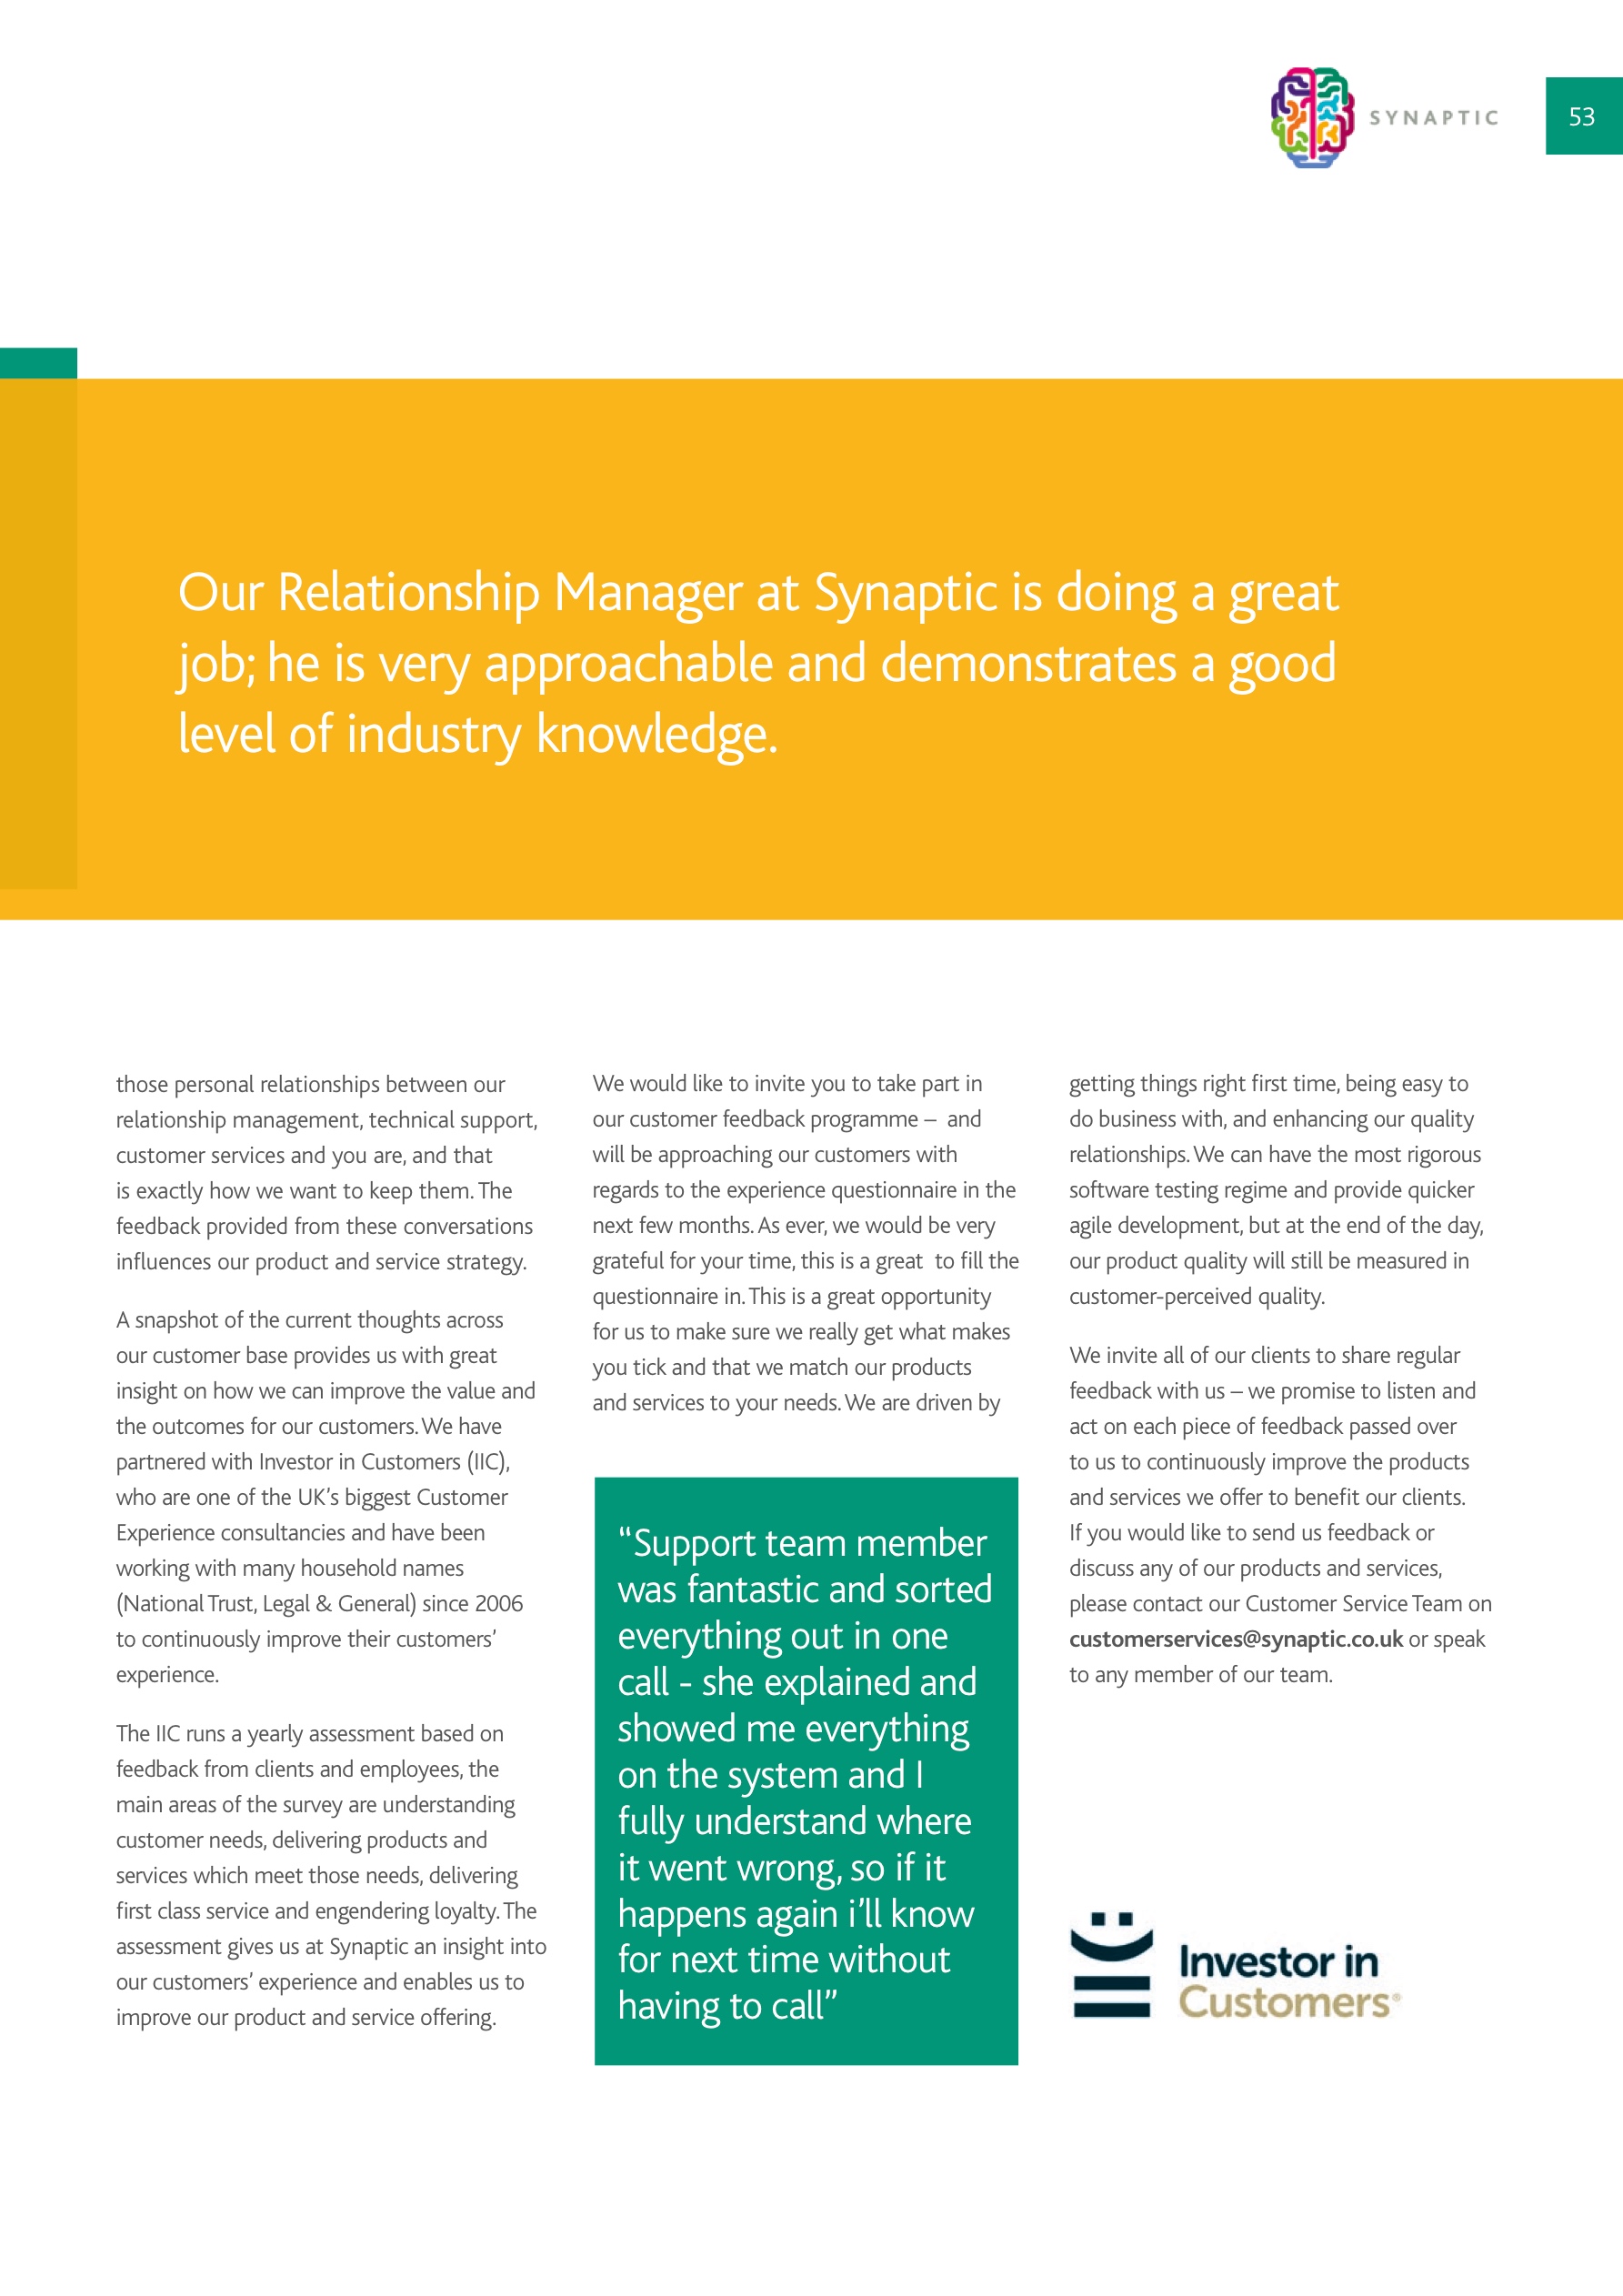 SYNAPTIC
53
Our Relationship Manager at Synaptic is doing a great
job; he is very approachable and demonstrates a good
level of industry knowledge.
those personal relationships between our
relationship management, technical support,
customer services and you are, and that
is exactly how we want to keep them. The
feedback provided from these conversations
influences our product and service strategy.
A snapshot of the current thoughts across
our customer base provides us with great
insight on how we can improve the value and
the outcomes for our customers. We have
partnered with Investor in Customers (IIC),
who are one of the UK's biggest Customer
Experience consultancies and have been
working with many household names
(National Trust, Legal & General) since 2006
to continuously improve their customers'
experience.
The IIC runs a yearly assessment based on
feedback from clients and employees, the
main areas of the survey are understanding
customer needs, delivering products and
services which meet those needs, delivering
first class service and engendering loyalty. The
assessment gives us at Synaptic an insight into
our customers' experience and enables us to
improve our product and service offering.
We would like to invite you to take part in
our customer feedback programme – and
will be approaching our customers with
regards to the experience questionnaire in the
next few months. As ever, we would be very
grateful for your time, this is a great to fill the
questionnaire in. This is a great opportunity
for us to make sure we really get what makes
you tick and that we match our products
and services to your needs. We are driven by
“Support team member
was fantastic and sorted
everything out in one
call - she explained and
showed me everything
on the system and I
fully understand where
it went wrong, so if it
happens again i’ll know
for next time without
having to call”
getting things right first time, being easy to
do business with, and enhancing our quality
relationships. We can have the most rigorous
software testing regime and provide quicker
agile development, but at the end of the day,
our product quality will still be measured in
customer-perceived quality.
We invite all of our clients to share regular
feedback with us – we promise to listen and
act on each piece of feedback passed over
to us to continuously improve the products
and services we offer to benefit our clients.
If you would like to send us feedback or
discuss any of our products and services,
please contact our Customer Service Team on
customerservices@synaptic.co.uk or speak
to any member of our team.
Investor in
Customers®